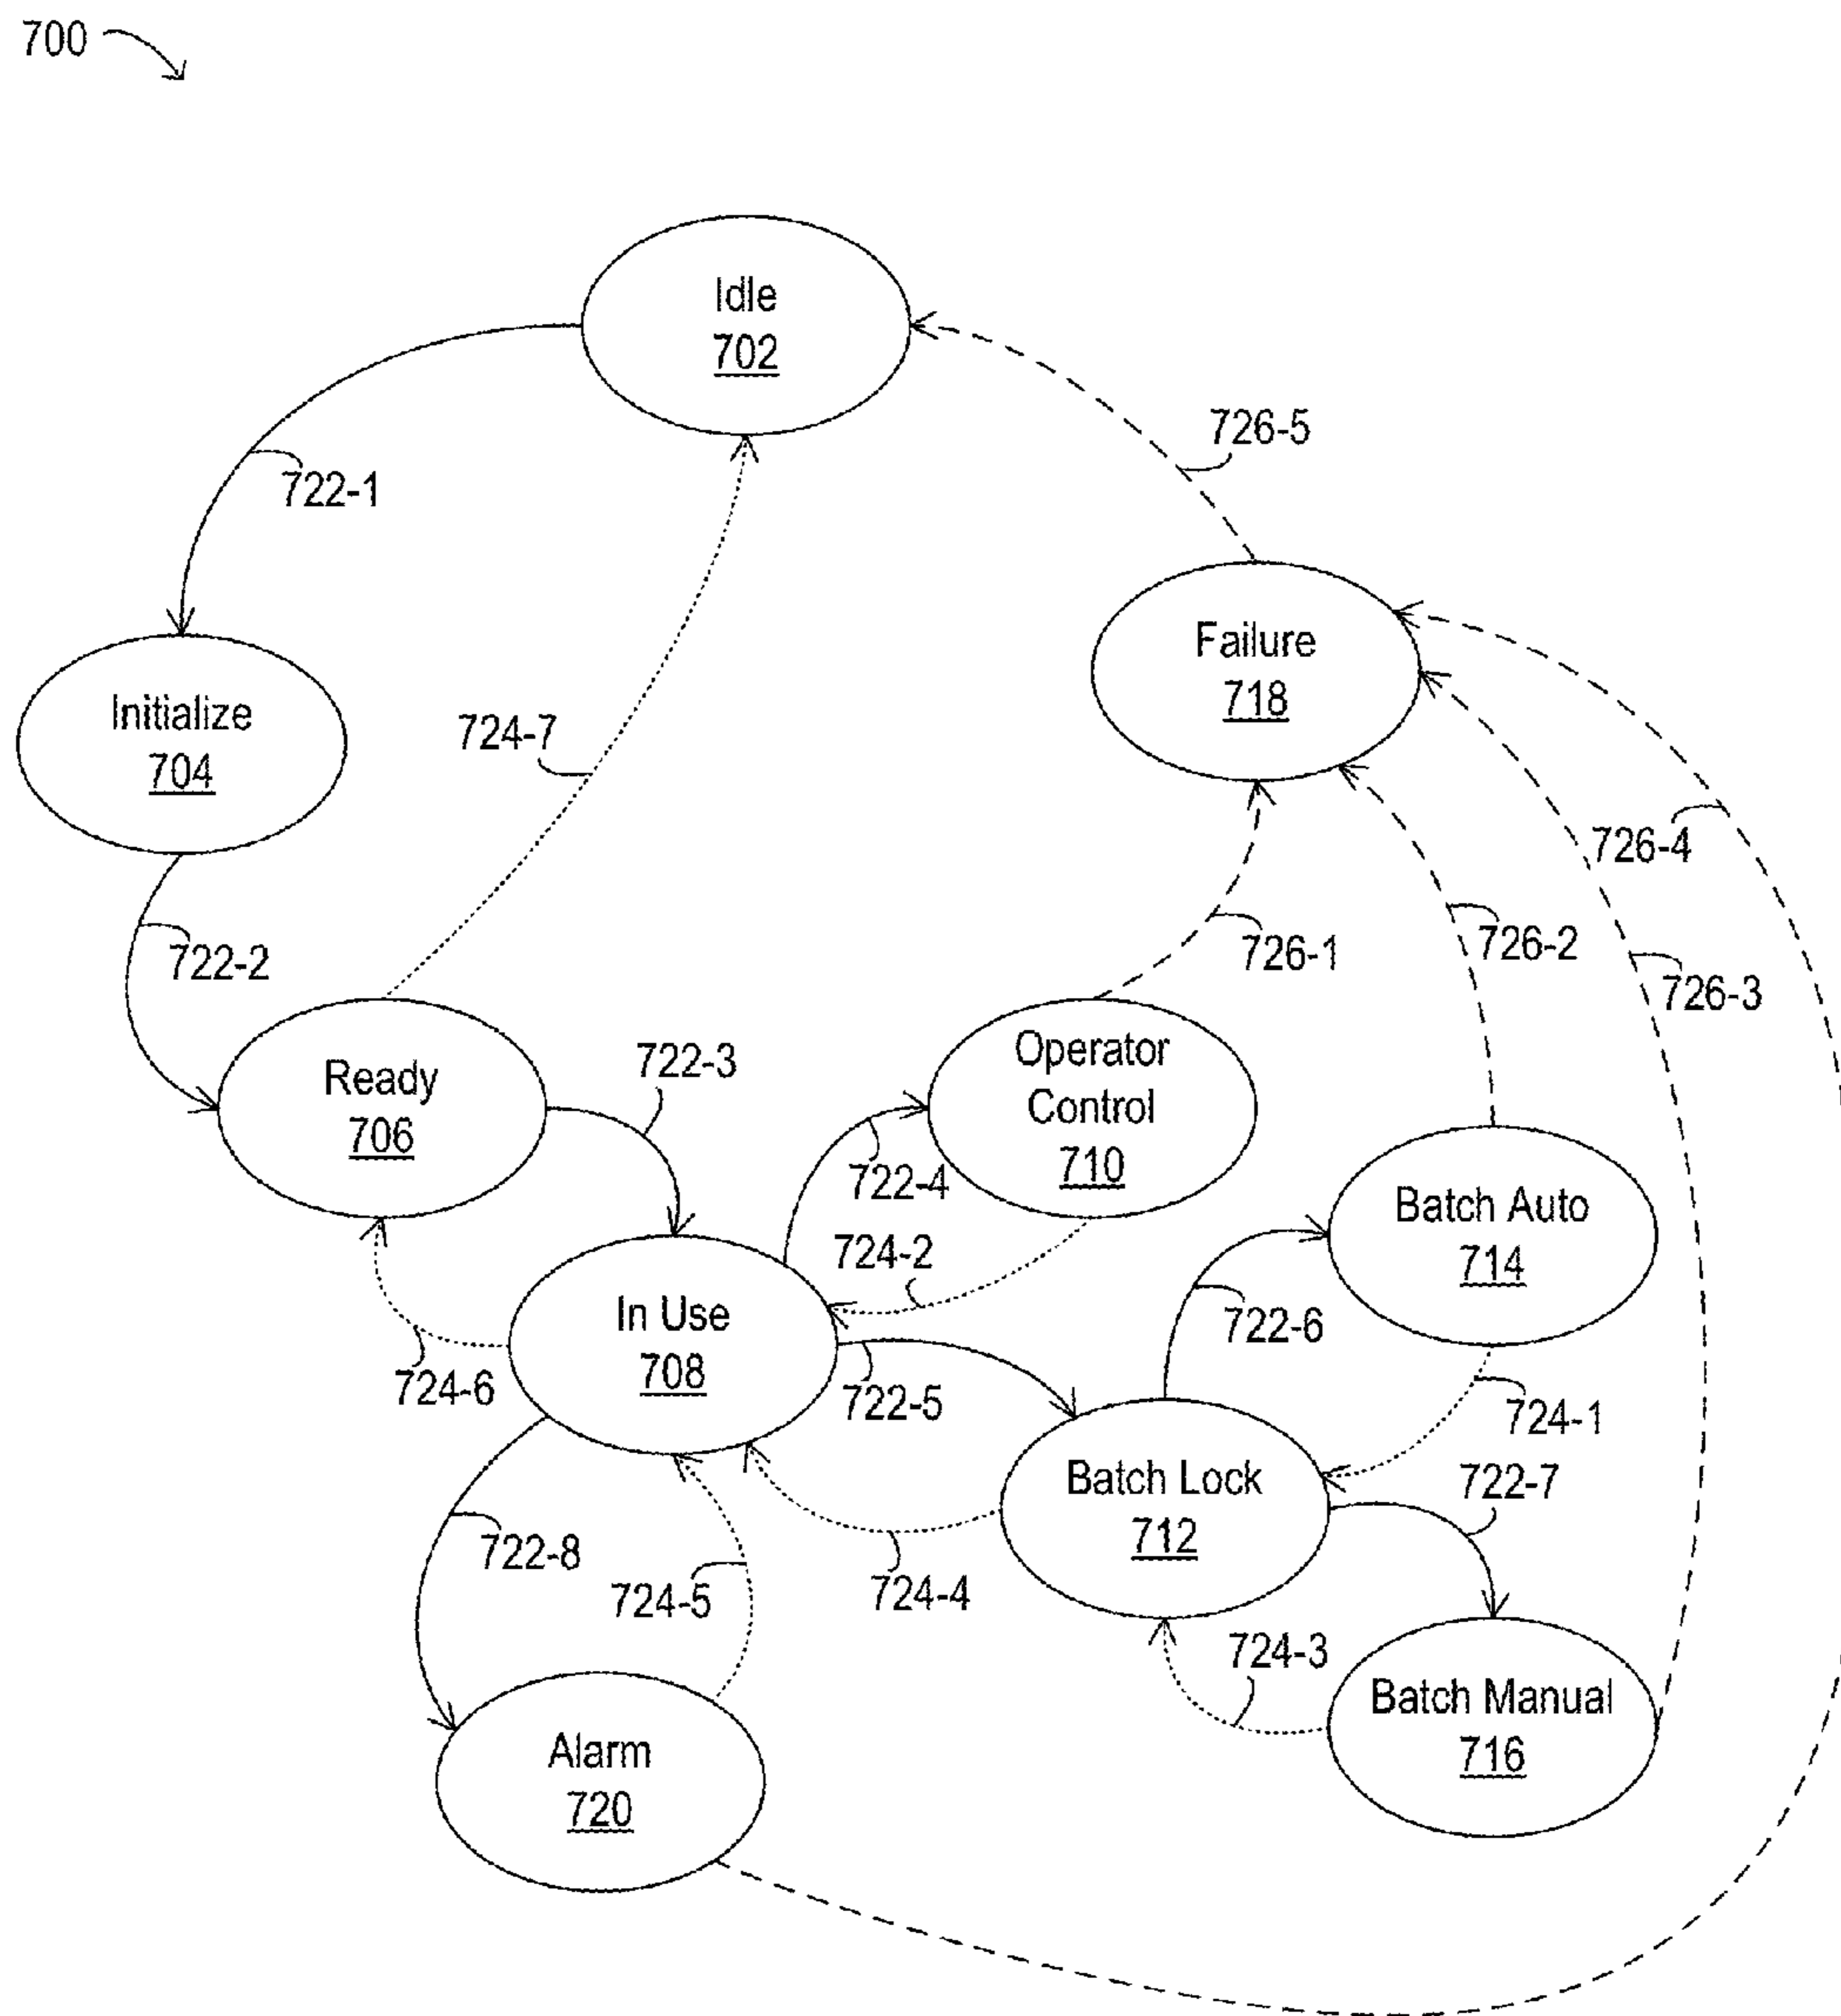 700
Idle
702
726-5
722-1
Failure
718
Initialize
704
724-7
726-4
722-2
726-1
726-2
726-3
Ready
706
722-3
Operator
Control
710
722-4
Batch Auto
714
724-2
In Use
708
722-6
724-6
722-5
724-1
Batch Lock
712
722-7
722-8
724-5
724-4
724-3
Batch Manual
716
Alarm
720